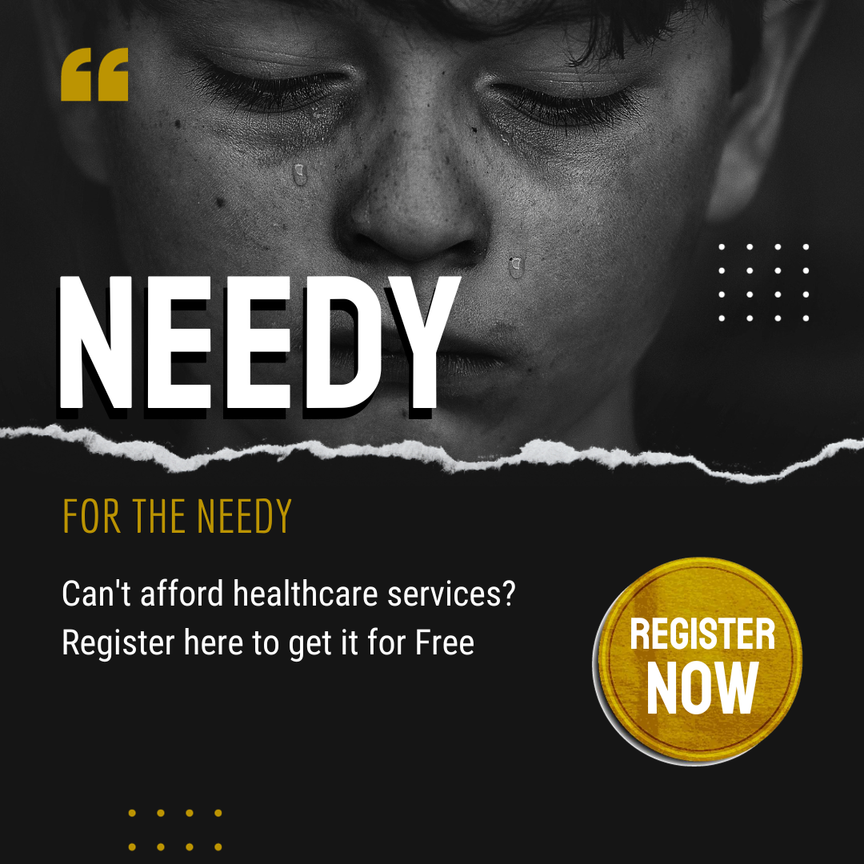 ❝
NEEDY
FOR THE NEEDY
Can't afford healthcare services?
Register here to get it for Free
REGISTER
NOW